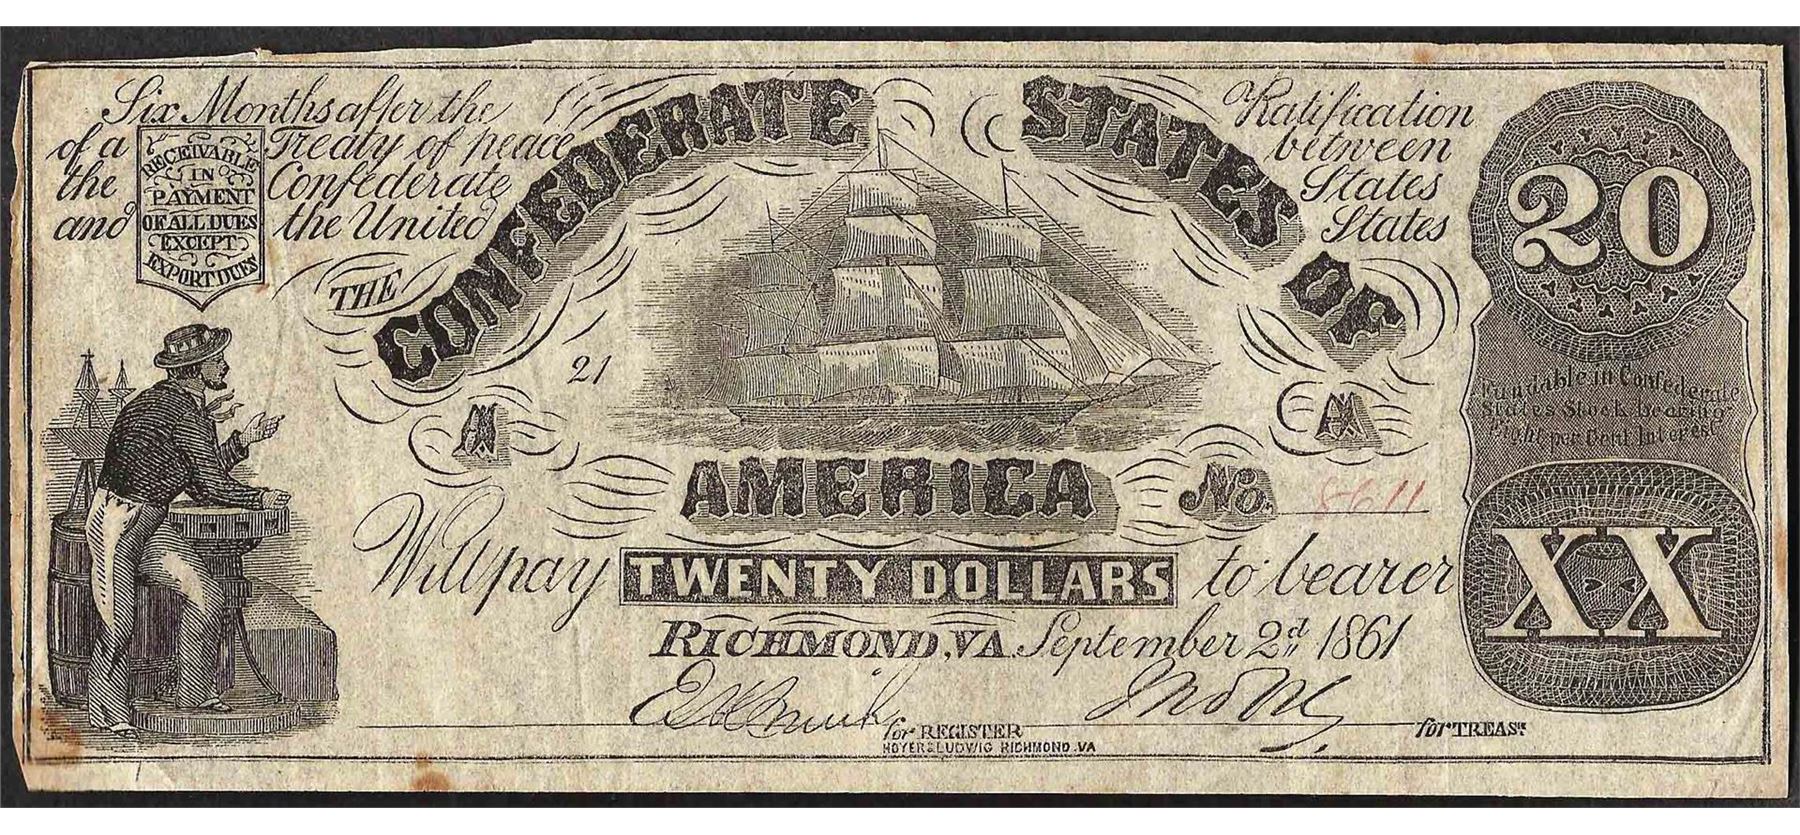 Six Months after the Ratification
of a Treaty of peace between
the Confederate States
and the United States
RECEIVABLE
IN
PAYMENT
OF ALL DUES
EXCEPT
EXPORT DUES
THE
CONFEDERATE STATES OF
AMERICA
21
A
A
No. 8611
Will pay TWENTY DOLLARS to bearer
RICHMOND, VA. September 2d 1861
for REGISTER
for TREASR
HOYER & LUDWIG RICHMOND. VA
20
Fundable in Confederate
States Stock bearing
Eight per Cent Interest
XX